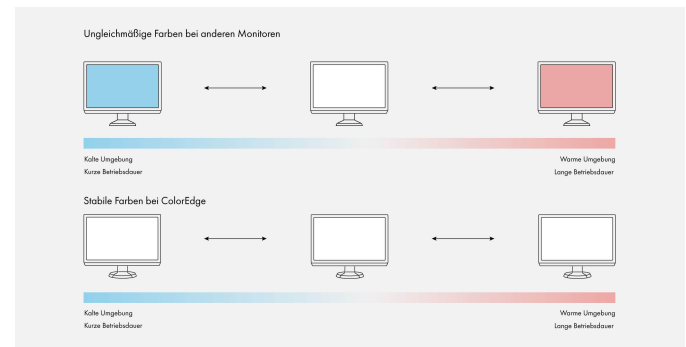 Ungleichmäßige Farben bei anderen Monitoren
Kalte Umgebung
Kurze Betriebsdauer
Warme Umgebung
Lange Betriebsdauer
Stabile Farben bei ColorEdge
Kalte Umgebung
Kurze Betriebsdauer
Warme Umgebung
Lange Betriebsdauer